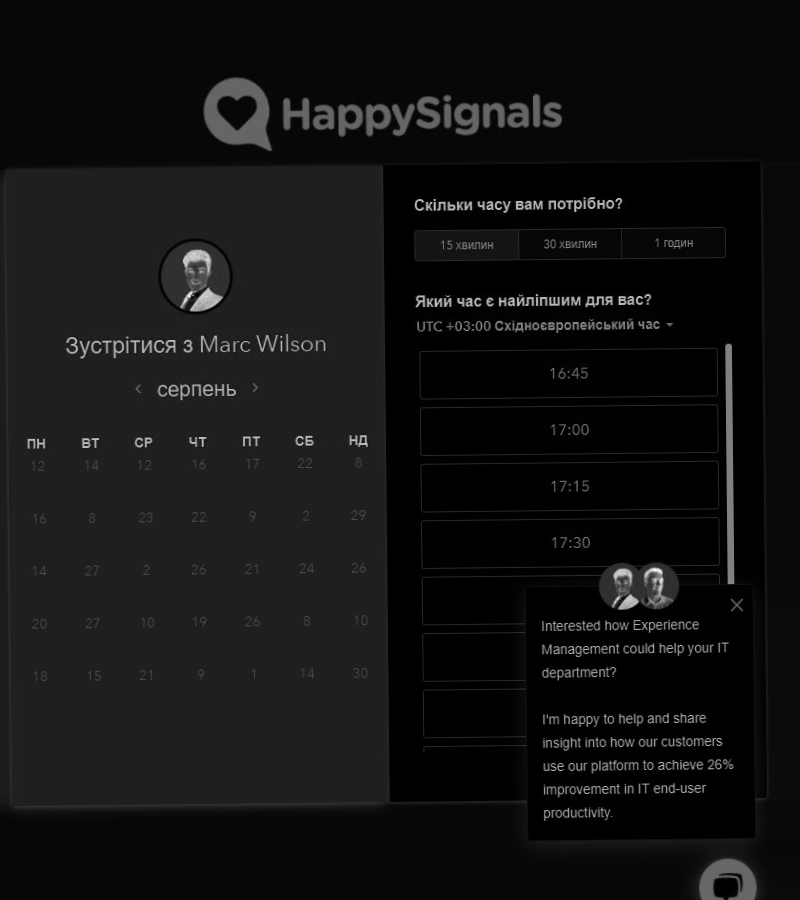 HappySignals
Зустрітися з Marc Wilson
серпень
ПН ВТ СР ЧТ ПТ СБ НД
12 14 12 16 17 22 8
16 8 23 22 9 2 29
14 27 2 26 21 24 26
20 27 10 19 26 8 10
18 15 21 9 1 14 30
Скільки часу вам потрібно?
15 хвилин 30 хвилин 1 годин
Який час є найліпшим для вас?
UTC +03:00 Східноєвропейський час
16:45
17:00
17:15
17:30
Interested how Experience
Management could help your IT
department?
I'm happy to help and share
insight into how our customers
use our platform to achieve 26%
improvement in IT end-user
productivity.